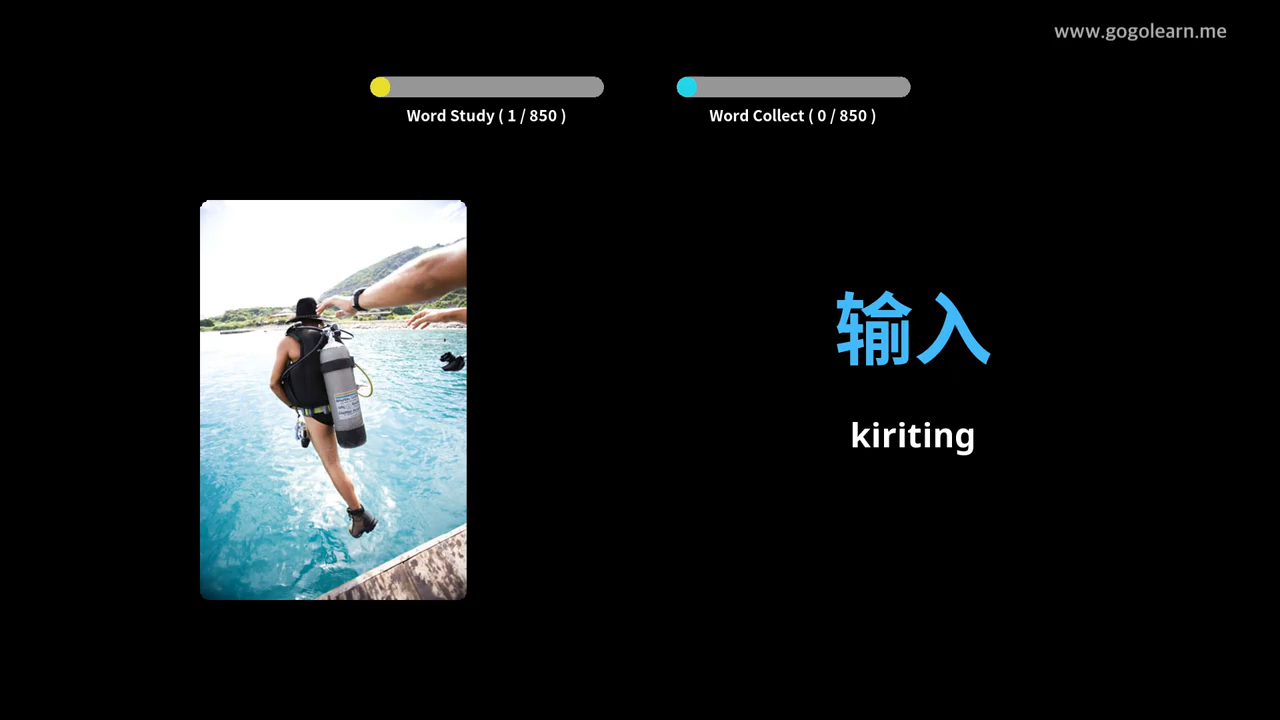 www.gogolearn.me
Word Study ( 1 / 850 )
Word Collect ( 0 / 850 )
输入
kiriting